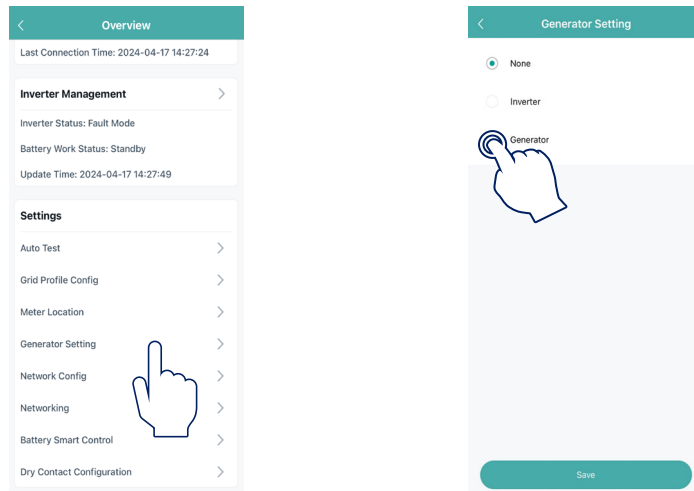 Overview
Last Connection Time: 2024-04-17 14:27:24
Inverter Management
Inverter Status: Fault Mode
Battery Work Status: Standby
Update Time: 2024-04-17 14:27:49
Settings
Auto Test
Grid Profile Config
Meter Location
Generator Setting
Network Config
Networking
Battery Smart Control
Dry Contact Configuration
Generator Setting
None
Inverter
Generator
Save